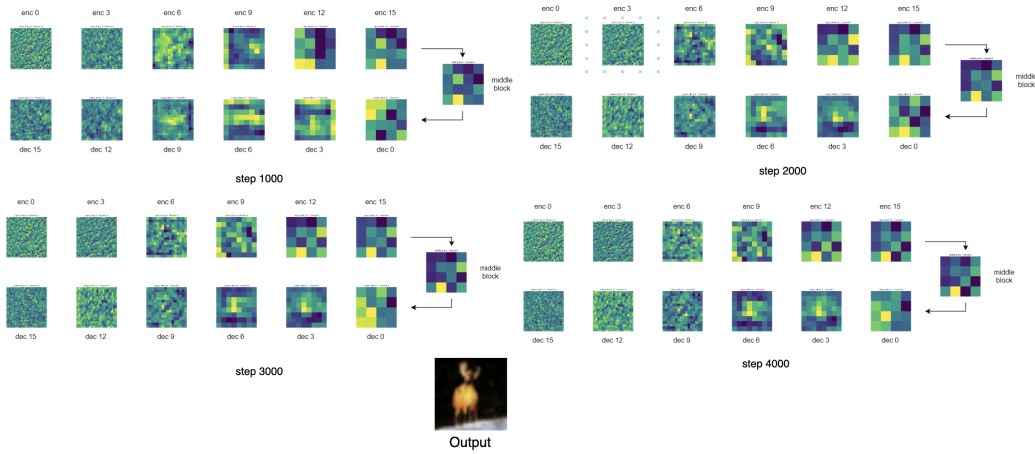 enc 0 enc 3 enc 6 enc 9 enc 12 enc 15
middle
block
dec 15 dec 12 dec 9 dec 6 dec 3 dec 0
step 1000
enc 0 enc 3 enc 6 enc 9 enc 12 enc 15
middle
block
dec 15 dec 12 dec 9 dec 6 dec 3 dec 0
step 2000
enc 0 enc 3 enc 6 enc 9 enc 12 enc 15
middle
block
dec 15 dec 12 dec 9 dec 6 dec 3 dec 0
step 3000
enc 0 enc 3 enc 6 enc 9 enc 12 enc 15
middle
block
dec 15 dec 12 dec 9 dec 6 dec 3 dec 0
step 4000
Output